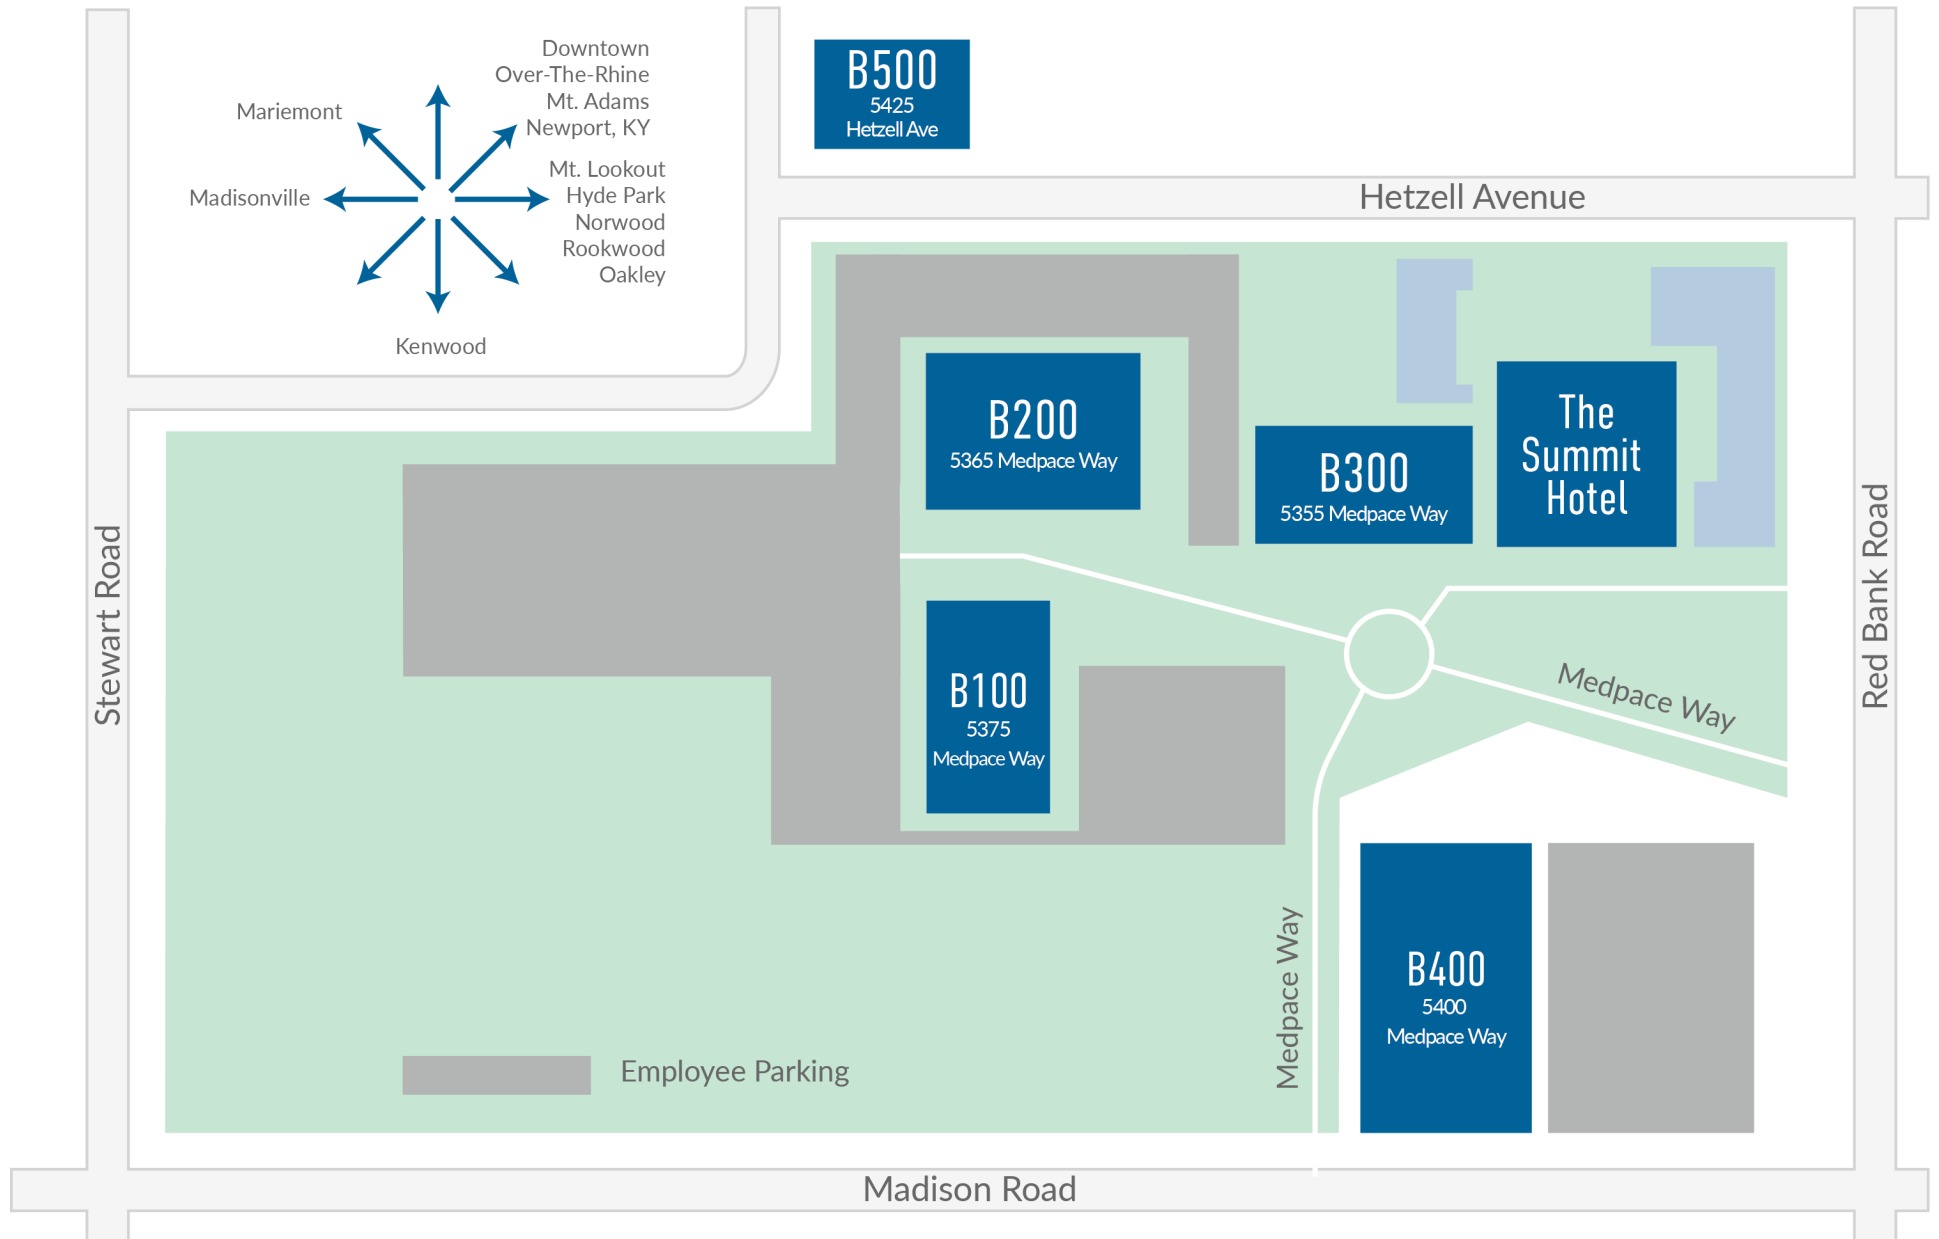 Downtown
Over-The-Rhine
Mt. Adams
Newport, KY
Mariemont
Mt. Lookout
Hyde Park
Norwood
Rookwood
Oakley
Madisonville
Kenwood
B500
5425
Hetzell Ave
Hetzell Avenue
B200
5365 Medpace Way
B300
5355 Medpace Way
The
Summit
Hotel
Stewart Road
Red Bank Road
B100
5375
Medpace Way
Medpace Way
Medpace Way
B400
5400
Medpace Way
Employee Parking
Madison Road